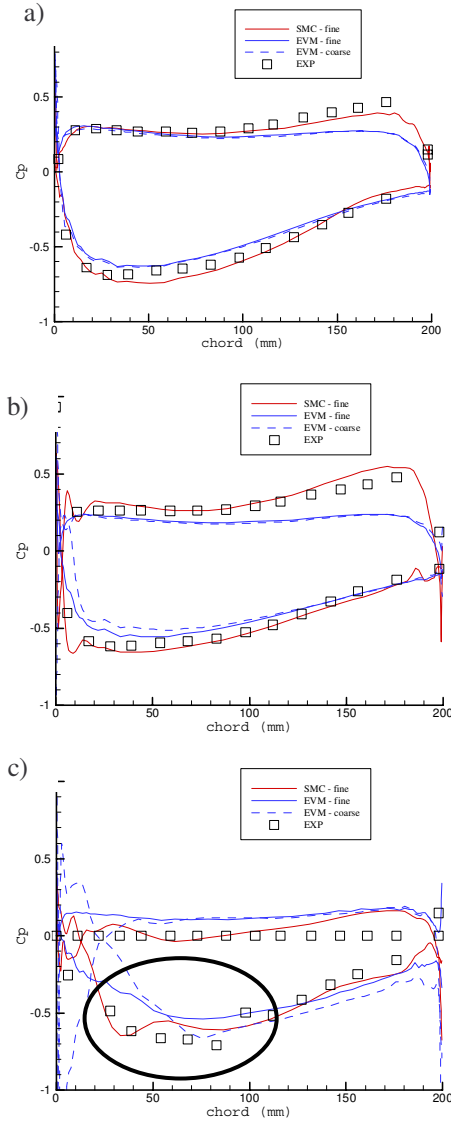 a)
SMC - fine
EVM - fine
EVM - coarse
EXP
0.5
0
-0.5
-1
Cp
0
50
100
150
200
chord (mm)
b)
SMC - fine
EVM - fine
EVM - coarse
EXP
0.5
0
-0.5
-1
Cp
0
50
100
150
200
chord (mm)
c)
SMC - fine
EVM - fine
EVM - coarse
EXP
0.5
0
-0.5
-1
Cp
0
50
100
150
200
chord (mm)